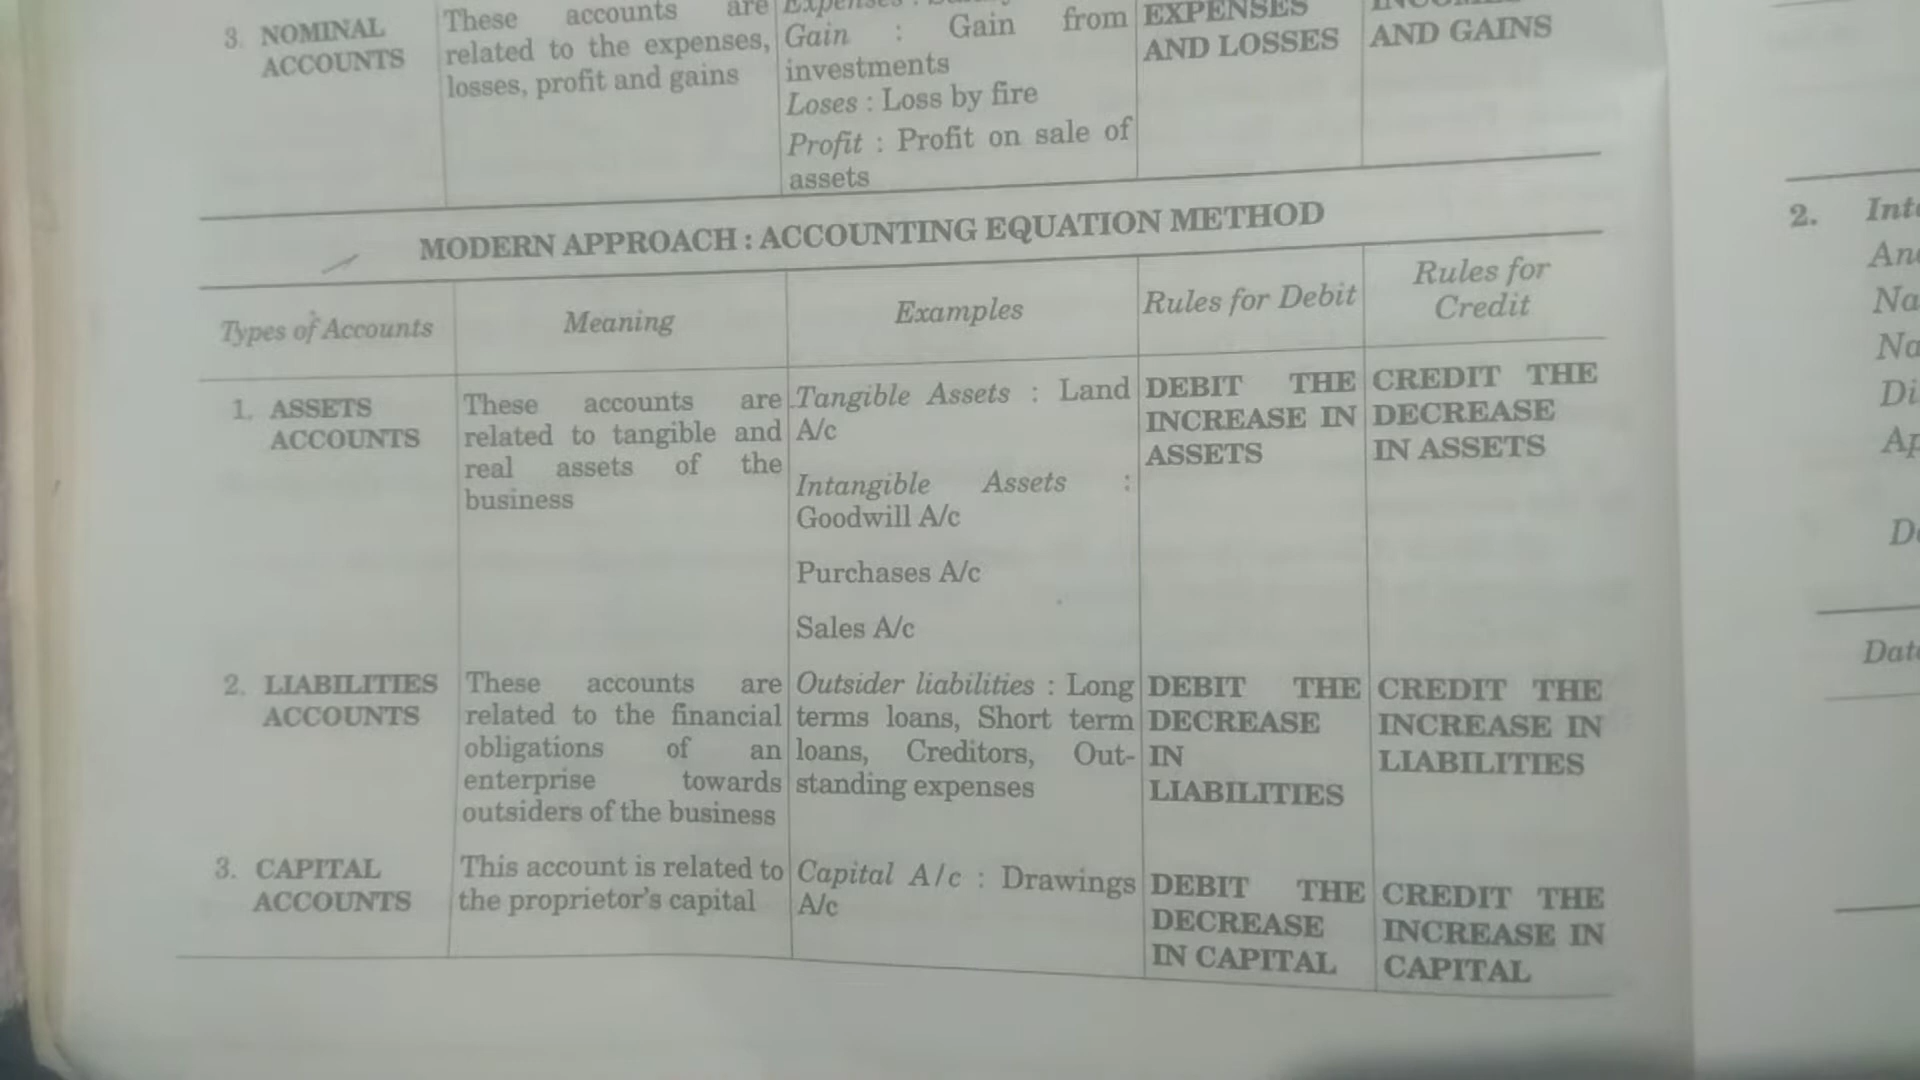 3. NOMINAL
ACCOUNTS
These accounts are
related to the expenses,
losses, profit and gains
Gain : Gain from
investments
Loses : Loss by fire
Profit : Profit on sale of
assets
EXPENSES
AND LOSSES
AND GAINS
MODERN APPROACH : ACCOUNTING EQUATION METHOD
Types of Accounts
Meaning
Examples
Rules for Debit
Rules for
Credit
1. ASSETS
ACCOUNTS
These accounts are
related to tangible and
real assets of the
business
Tangible Assets : Land
A/c
Intangible Assets :
Goodwill A/c
Purchases A/c
Sales A/c
DEBIT THE
INCREASE IN
ASSETS
CREDIT THE
DECREASE
IN ASSETS
2. LIABILITIES
ACCOUNTS
These accounts are
related to the financial
obligations of an
enterprise towards
outsiders of the business
Outsider liabilities : Long
terms loans, Short term
loans, Creditors, Out-
standing expenses
DEBIT THE
DECREASE
IN
LIABILITIES
CREDIT THE
INCREASE IN
LIABILITIES
3. CAPITAL
ACCOUNTS
This account is related to
the proprietor's capital
Capital A/c : Drawings
A/c
DEBIT THE
DECREASE
IN CAPITAL
CREDIT THE
INCREASE IN
CAPITAL
2.